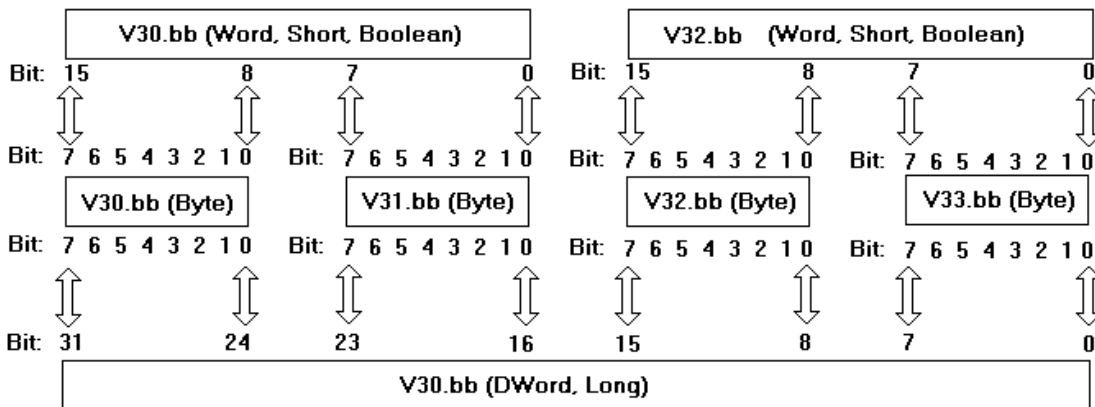 V30.bb (Word, Short, Boolean) V32.bb (Word, Short, Boolean)
Bit: 15 8 7 0 Bit: 15 8 7 0
Bit: 7 6 5 4 3 2 1 0 Bit: 7 6 5 4 3 2 1 0 Bit: 7 6 5 4 3 2 1 0 Bit: 7 6 5 4 3 2 1 0
V30.bb (Byte) V31.bb (Byte) V32.bb (Byte) V33.bb (Byte)
Bit: 7 6 5 4 3 2 1 0 Bit: 7 6 5 4 3 2 1 0 Bit: 7 6 5 4 3 2 1 0 Bit: 7 6 5 4 3 2 1 0
Bit: 31 24 23 16 15 8 7 0
V30.bb (DWord, Long)